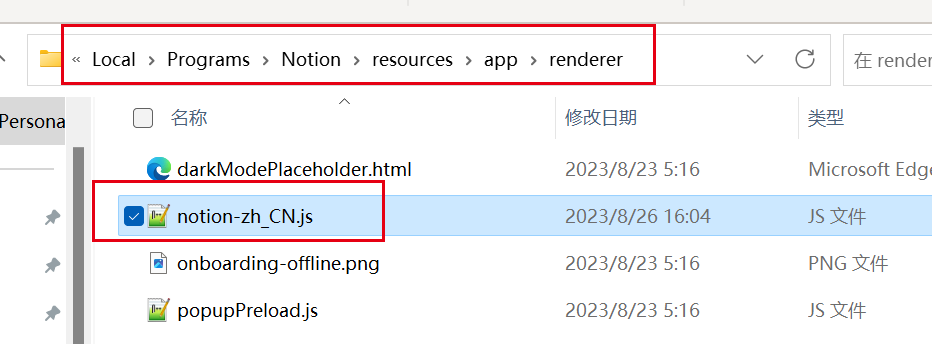 « Local > Programs > Notion > resources > app > renderer
在 render
Persona
名称 修改日期 类型
darkModePlaceholder.html 2023/8/23 5:16 Microsoft Edge
notion-zh_CN.js 2023/8/26 16:04 JS 文件
onboarding-offline.png 2023/8/23 5:16 PNG 文件
popupPreload.js 2023/8/23 5:16 JS 文件